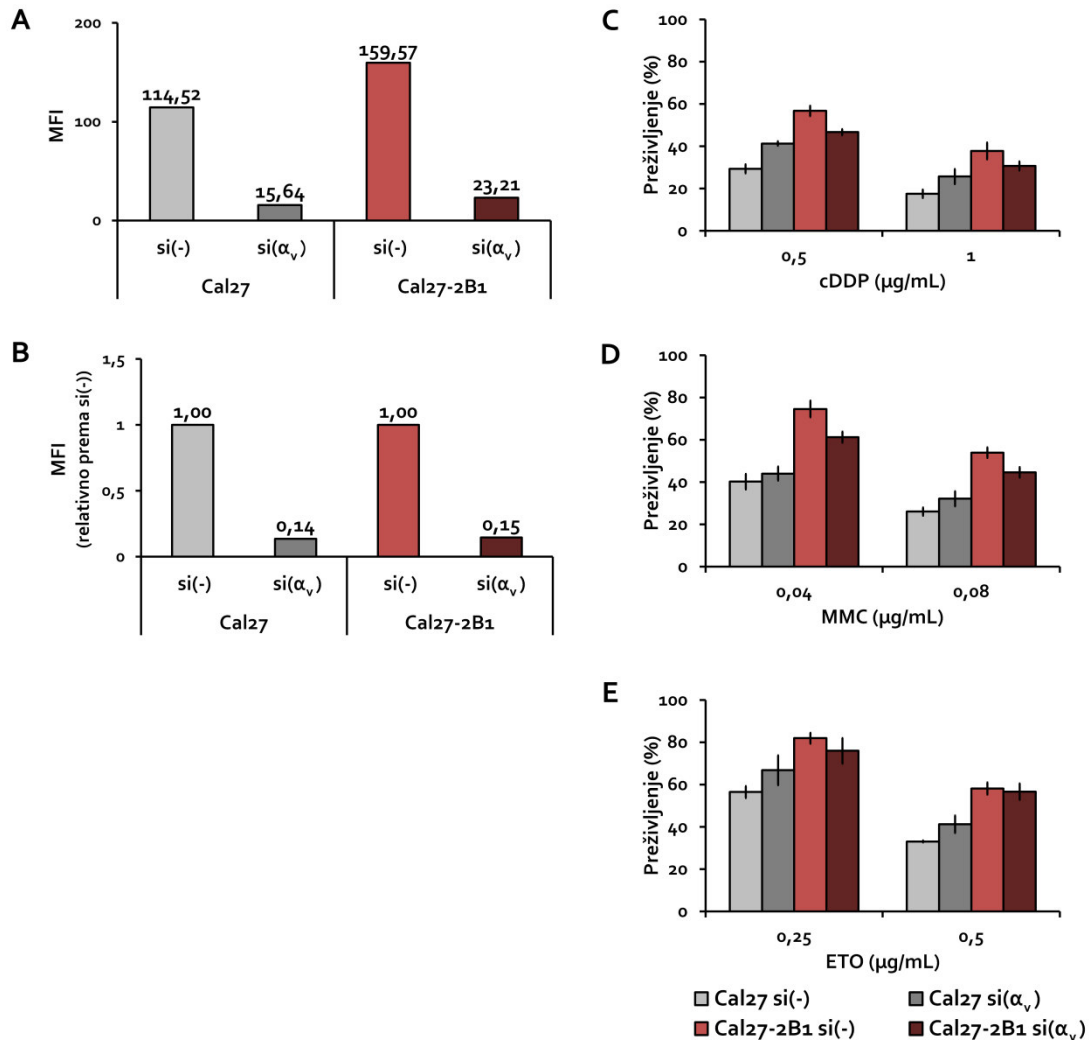 A
200
100
0
MFI
114,52
15,64
159,57
23,21
si(-)
si(αv)
si(-)
si(αv)
Cal27
Cal27-2B1
B
1,5
1
0,5
0
MFI
(relativno prema si(-))
1,00
0,14
1,00
0,15
si(-)
si(αv)
si(-)
si(αv)
Cal27
Cal27-2B1
C
100
80
60
40
20
0
Preživljenje (%)
0,5
1
cDDP (µg/mL)
D
100
80
60
40
20
0
Preživljenje (%)
0,04
0,08
MMC (µg/mL)
E
100
80
60
40
20
0
Preživljenje (%)
0,25
0,5
ETO (µg/mL)
Cal27 si(-)
Cal27 si(αv)
Cal27-2B1 si(-)
Cal27-2B1 si(αv)